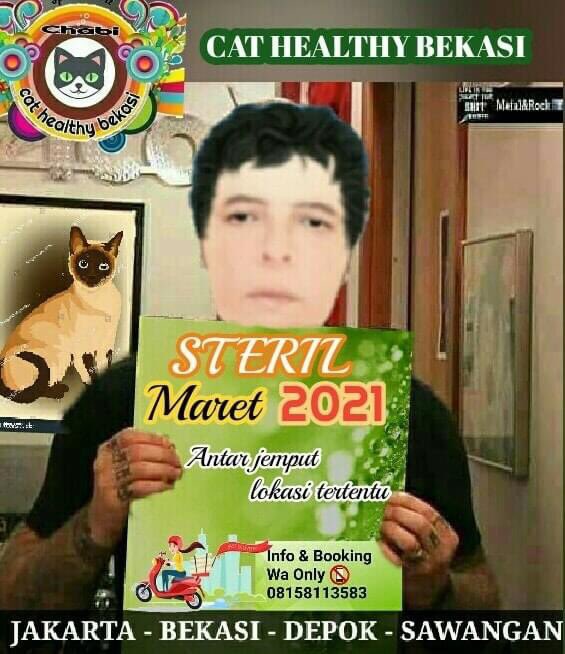 CAT HEALTHY BEKASI
Chabi
cat healthy bekasi
Metal&Rock
STERIL
Maret 2021
Antar jemput
lokasi tertentu
Info & Booking
Wa Only
08158113583
JAKARTA - BEKASI - DEPOK - SAWANGAN